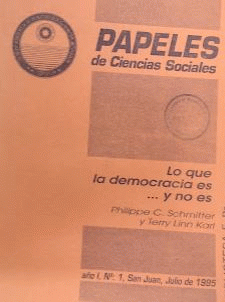 PAPELES
de Ciencias Sociales
Lo que
la democracia es
... y no es
Philippe C. Schmitter
y Terry Linn Karl
año I, Nº: 1, San Juan, Julio de 1995